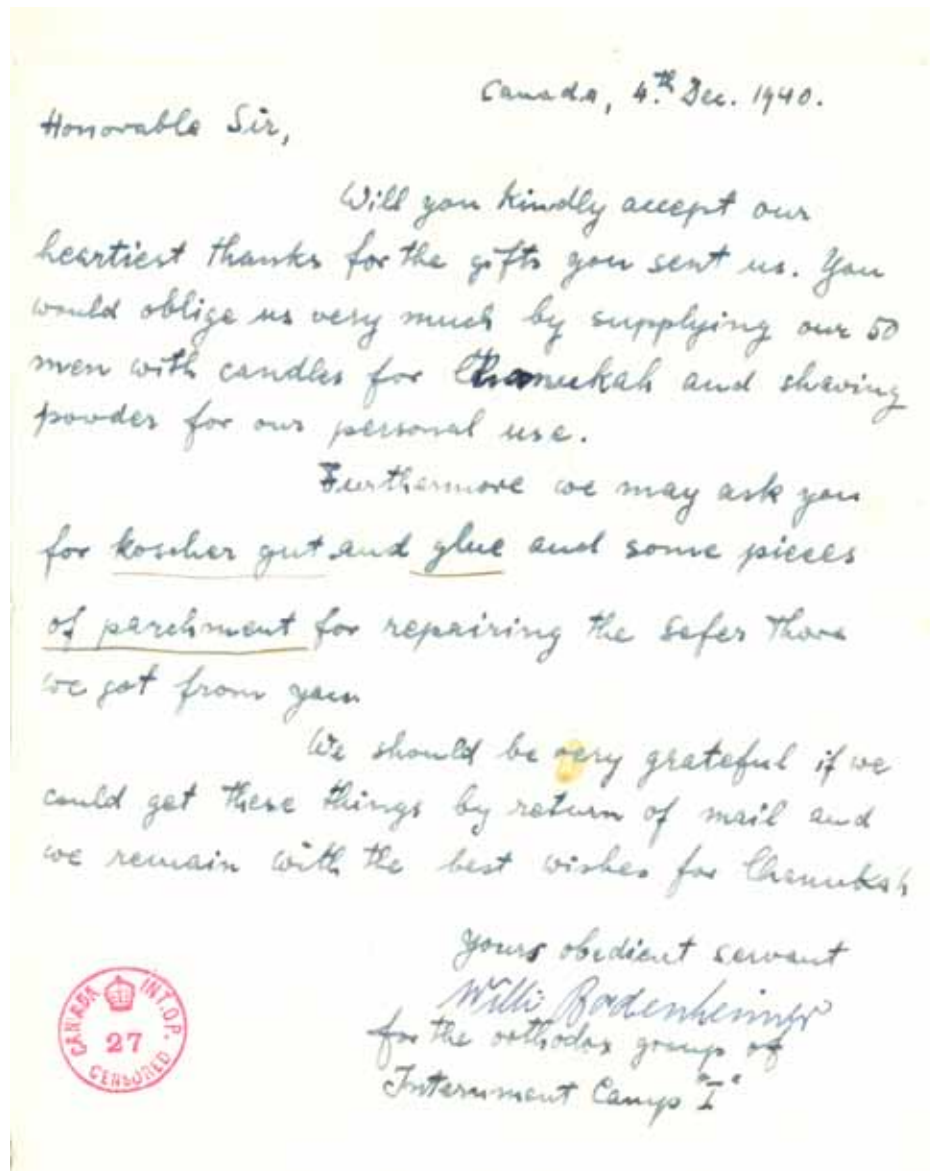 Canada, 4.th Dec. 1940.
Honorable Sir,
Will you kindly accept our
heartiest thanks for the gifts you sent us. You
would oblige us very much by supplying our 50
men with candles for Chanukah and shaving
powder for our personal use.
Furthermore we may ask you
for koscher gut and glue and some pieces
of parchment for repairing the Sefer Thora
we got from you.
We should be very grateful if we
could get these things by return of mail and
we remain with the best wishes for Chanukah
yours obedient servant
Willi Badenheimer
for the orthodox group of
Internment Camp "I"
CANADA INT. O.P.
27
CENSORED